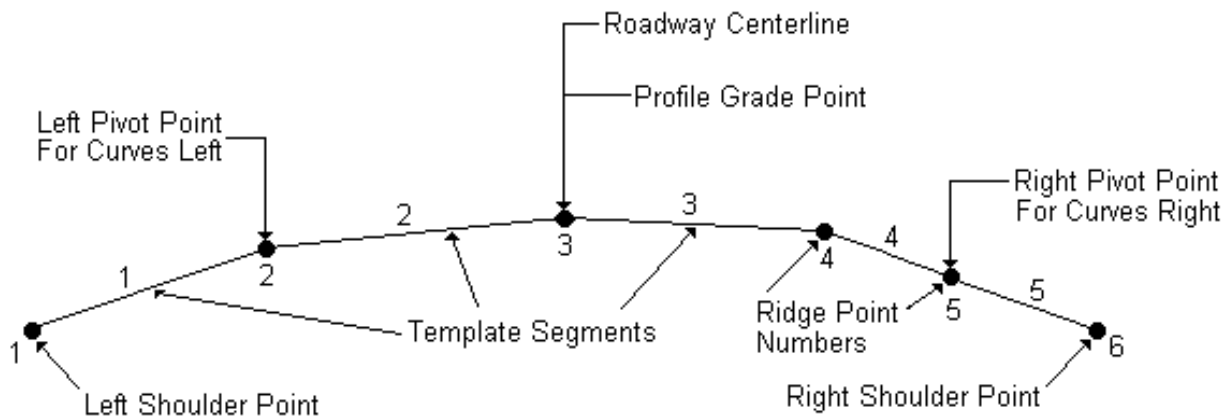 Roadway Centerline
Profile Grade Point
Left Pivot Point
For Curves Left
Right Pivot Point
For Curves Right
1
2
3
4
5
1
2
3
4
5
6
Template Segments
Ridge Point
Numbers
Left Shoulder Point
Right Shoulder Point